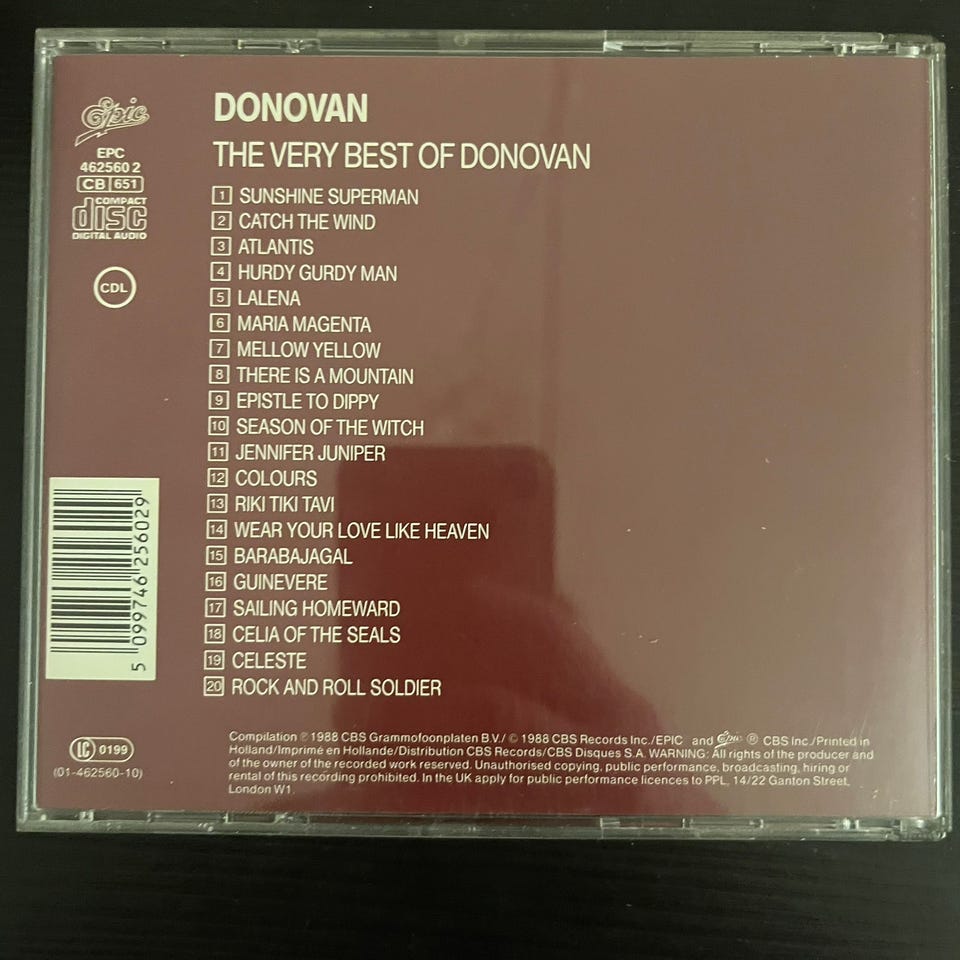 Epic
EPC
462560 2
CB 651
COMPACT
disc
DIGITAL AUDIO
CDL
DONOVAN
THE VERY BEST OF DONOVAN
1 SUNSHINE SUPERMAN
2 CATCH THE WIND
3 ATLANTIS
4 HURDY GURDY MAN
5 LALENA
6 MARIA MAGENTA
7 MELLOW YELLOW
8 THERE IS A MOUNTAIN
9 EPISTLE TO DIPPY
10 SEASON OF THE WITCH
11 JENNIFER JUNIPER
12 COLOURS
13 RIKI TIKI TAVI
14 WEAR YOUR LOVE LIKE HEAVEN
15 BARABAJAGAL
16 GUINEVERE
17 SAILING HOMEWARD
18 CELIA OF THE SEALS
19 CELESTE
20 ROCK AND ROLL SOLDIER
5 099746 256029
LC 0199
(01-462560-10)
Compilation ℗ 1988 CBS Grammofoonplaten B.V./ © 1988 CBS Records Inc./EPIC and Epic ® CBS Inc./Printed in
Holland/Imprimé en Hollande/Distribution CBS Records/CBS Disques S.A. WARNING: All rights of the producer and
of the owner of the recorded work reserved. Unauthorised copying, public performance, broadcasting, hiring or
rental of this recording prohibited. In the UK apply for public performance licences to PPL, 14/22 Ganton Street,
London W1.